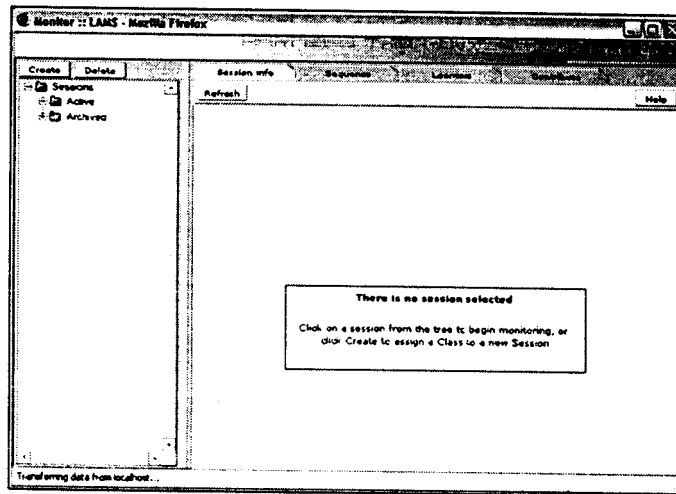 Monitor :: LAMS - Mozilla Firefox
Create Delete
Session Info Sequence Learners
Refresh Help
Sessions
Active
Archived
There is no session selected
Click on a session from the tree to begin monitoring, or
click Create to assign a Class to a new Session
Transferring data from localhost...